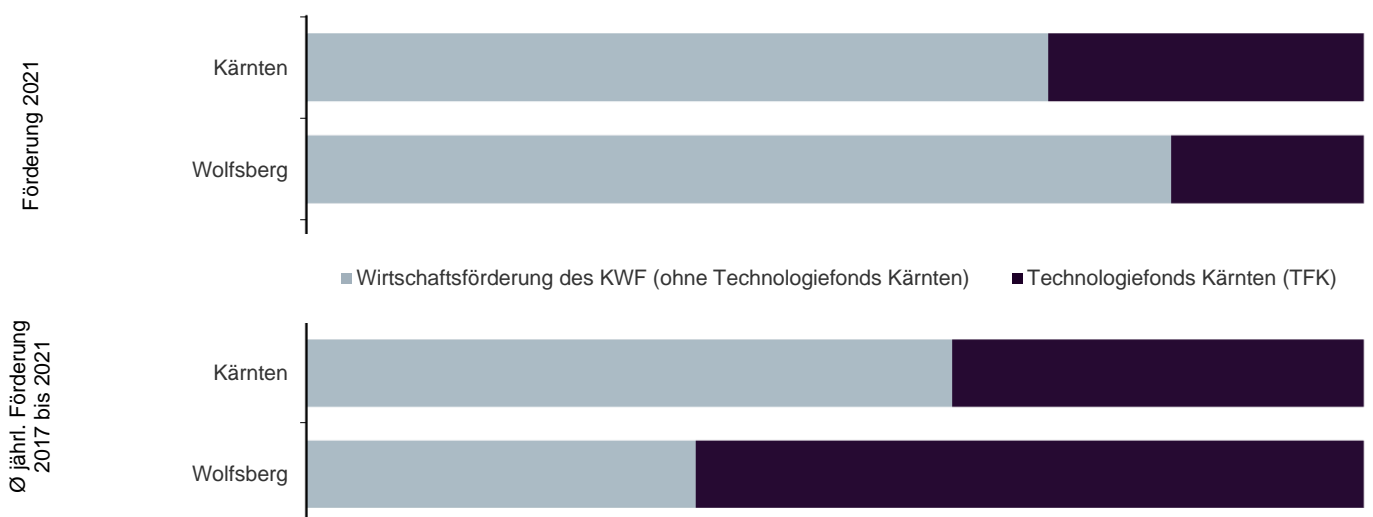 Förderung 2021
Kärnten
Wolfsberg
Wirtschaftsförderung des KWF (ohne Technologiefonds Kärnten)
Technologiefonds Kärnten (TFK)
Ø jährl. Förderung
2017 bis 2021
Kärnten
Wolfsberg